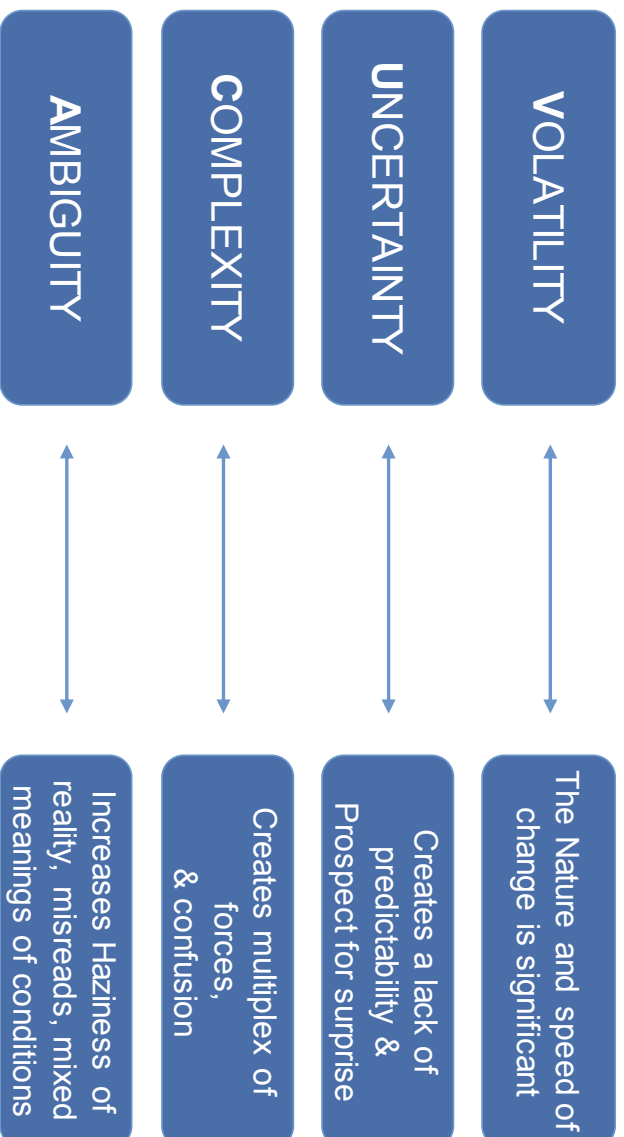 VOLATILITY
The Nature and speed of
change is significant
UNCERTAINTY
Creates a lack of
predictability &
Prospect for surprise
COMPLEXITY
Creates multiplex of
forces,
& confusion
AMBIGUITY
Increases Haziness of
reality, misreads, mixed
meanings of conditions